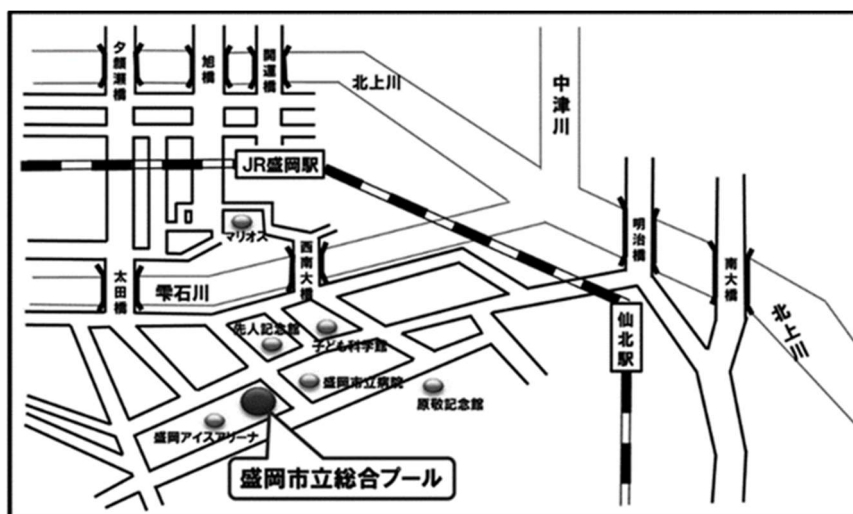 夕顔瀬橋
旭橋
開運橋
北上川
中津川
JR盛岡駅
マリオス
西南大橋
明治橋
南大橋
太田橋
雫石川
北上川
仙北駅
先人記念館
子ども科学館
盛岡市立病院
原敬記念館
盛岡アイスアリーナ
盛岡市立総合プール